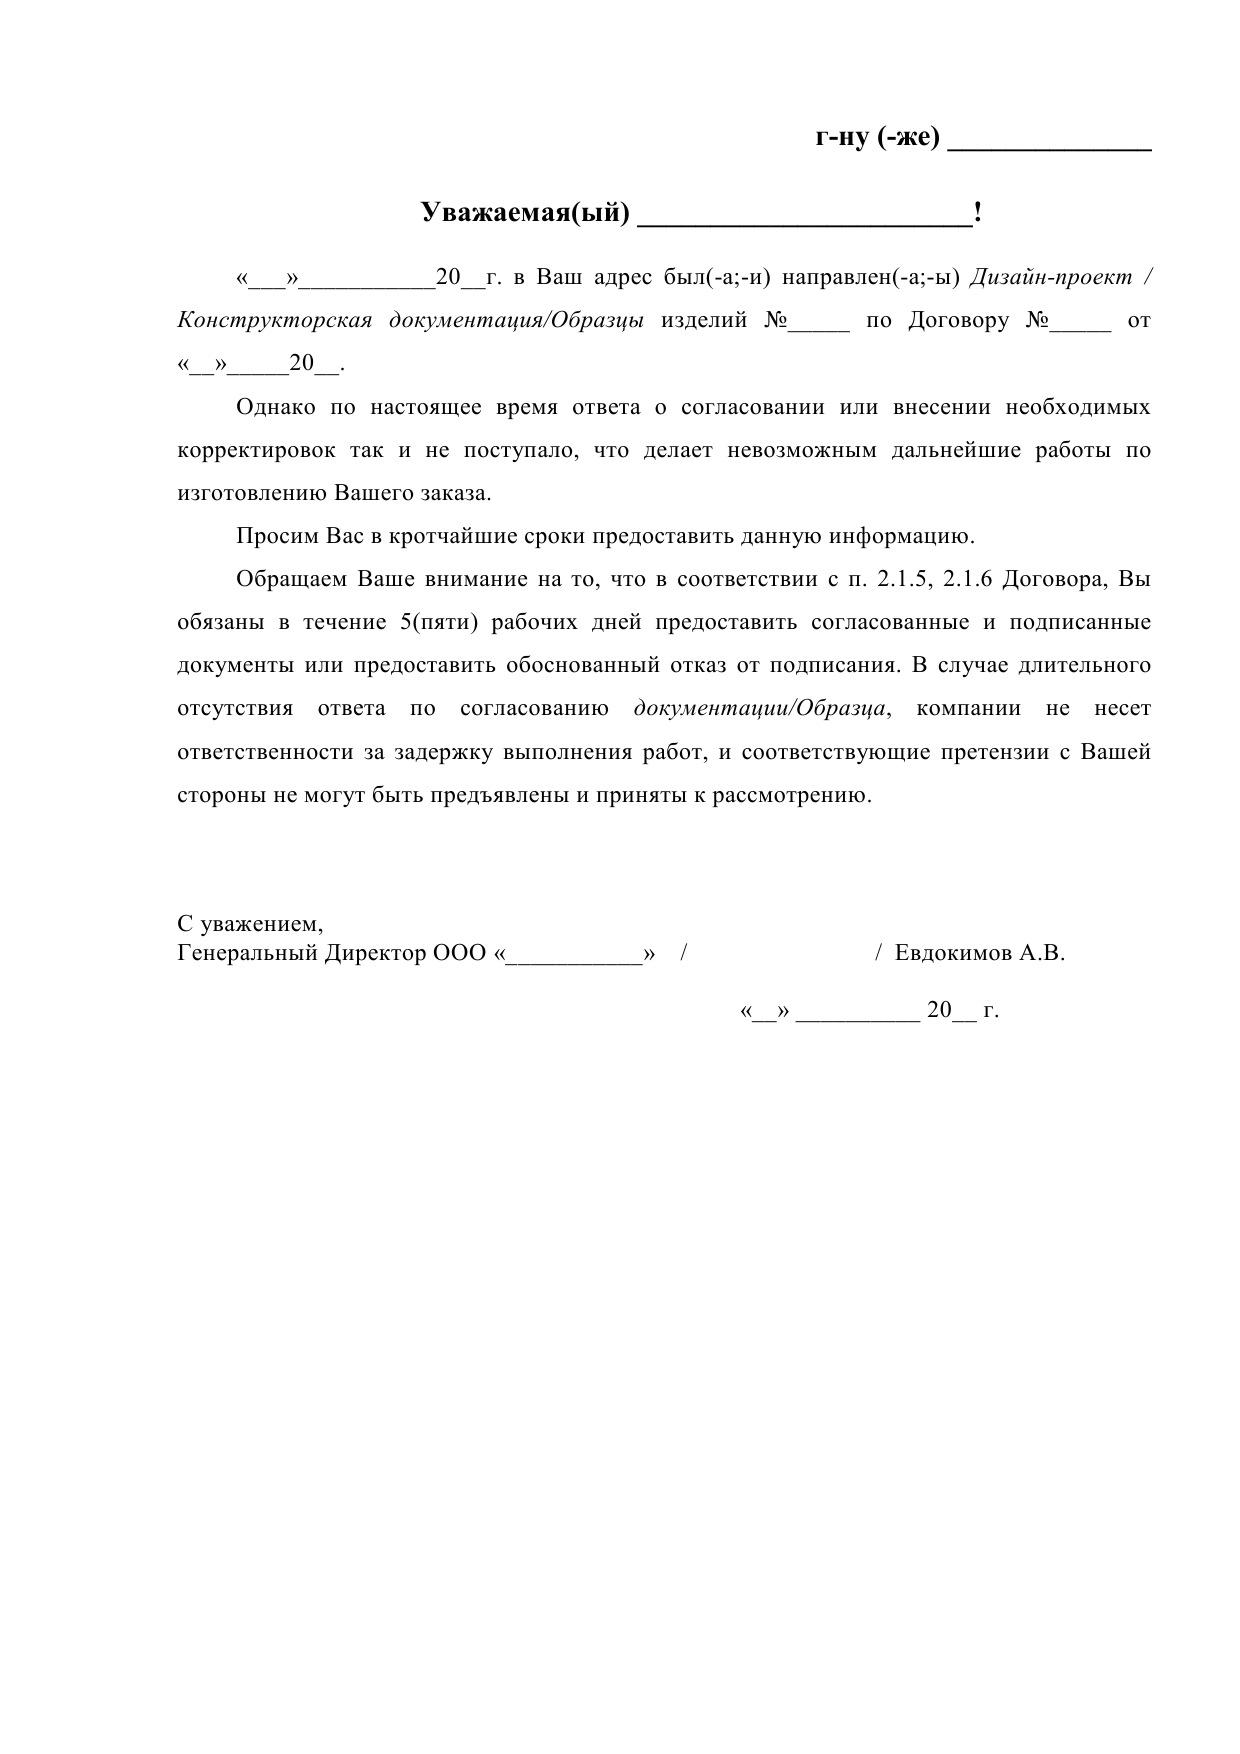 г-ну (-же) ______________
Уважаемая(ый) _______________________!
«___»___________20__г. в Ваш адрес был(-а;-и) направлен(-а;-ы) Дизайн-проект /
Конструкторская документация/Образцы изделий №_____ по Договору №_____ от
«__»_____20__.
Однако по настоящее время ответа о согласовании или внесении необходимых
корректировок так и не поступало, что делает невозможным дальнейшие работы по
изготовлению Вашего заказа.
Просим Вас в кротчайшие сроки предоставить данную информацию.
Обращаем Ваше внимание на то, что в соответствии с п. 2.1.5, 2.1.6 Договора, Вы
обязаны в течение 5(пяти) рабочих дней предоставить согласованные и подписанные
документы или предоставить обоснованный отказ от подписания. В случае длительного
отсутствия ответа по согласованию документации/Образца, компании не несет
ответственности за задержку выполнения работ, и соответствующие претензии с Вашей
стороны не могут быть предъявлены и приняты к рассмотрению.
С уважением,
Генеральный Директор ООО «___________» / / Евдокимов А.В.
«__» __________ 20__ г.